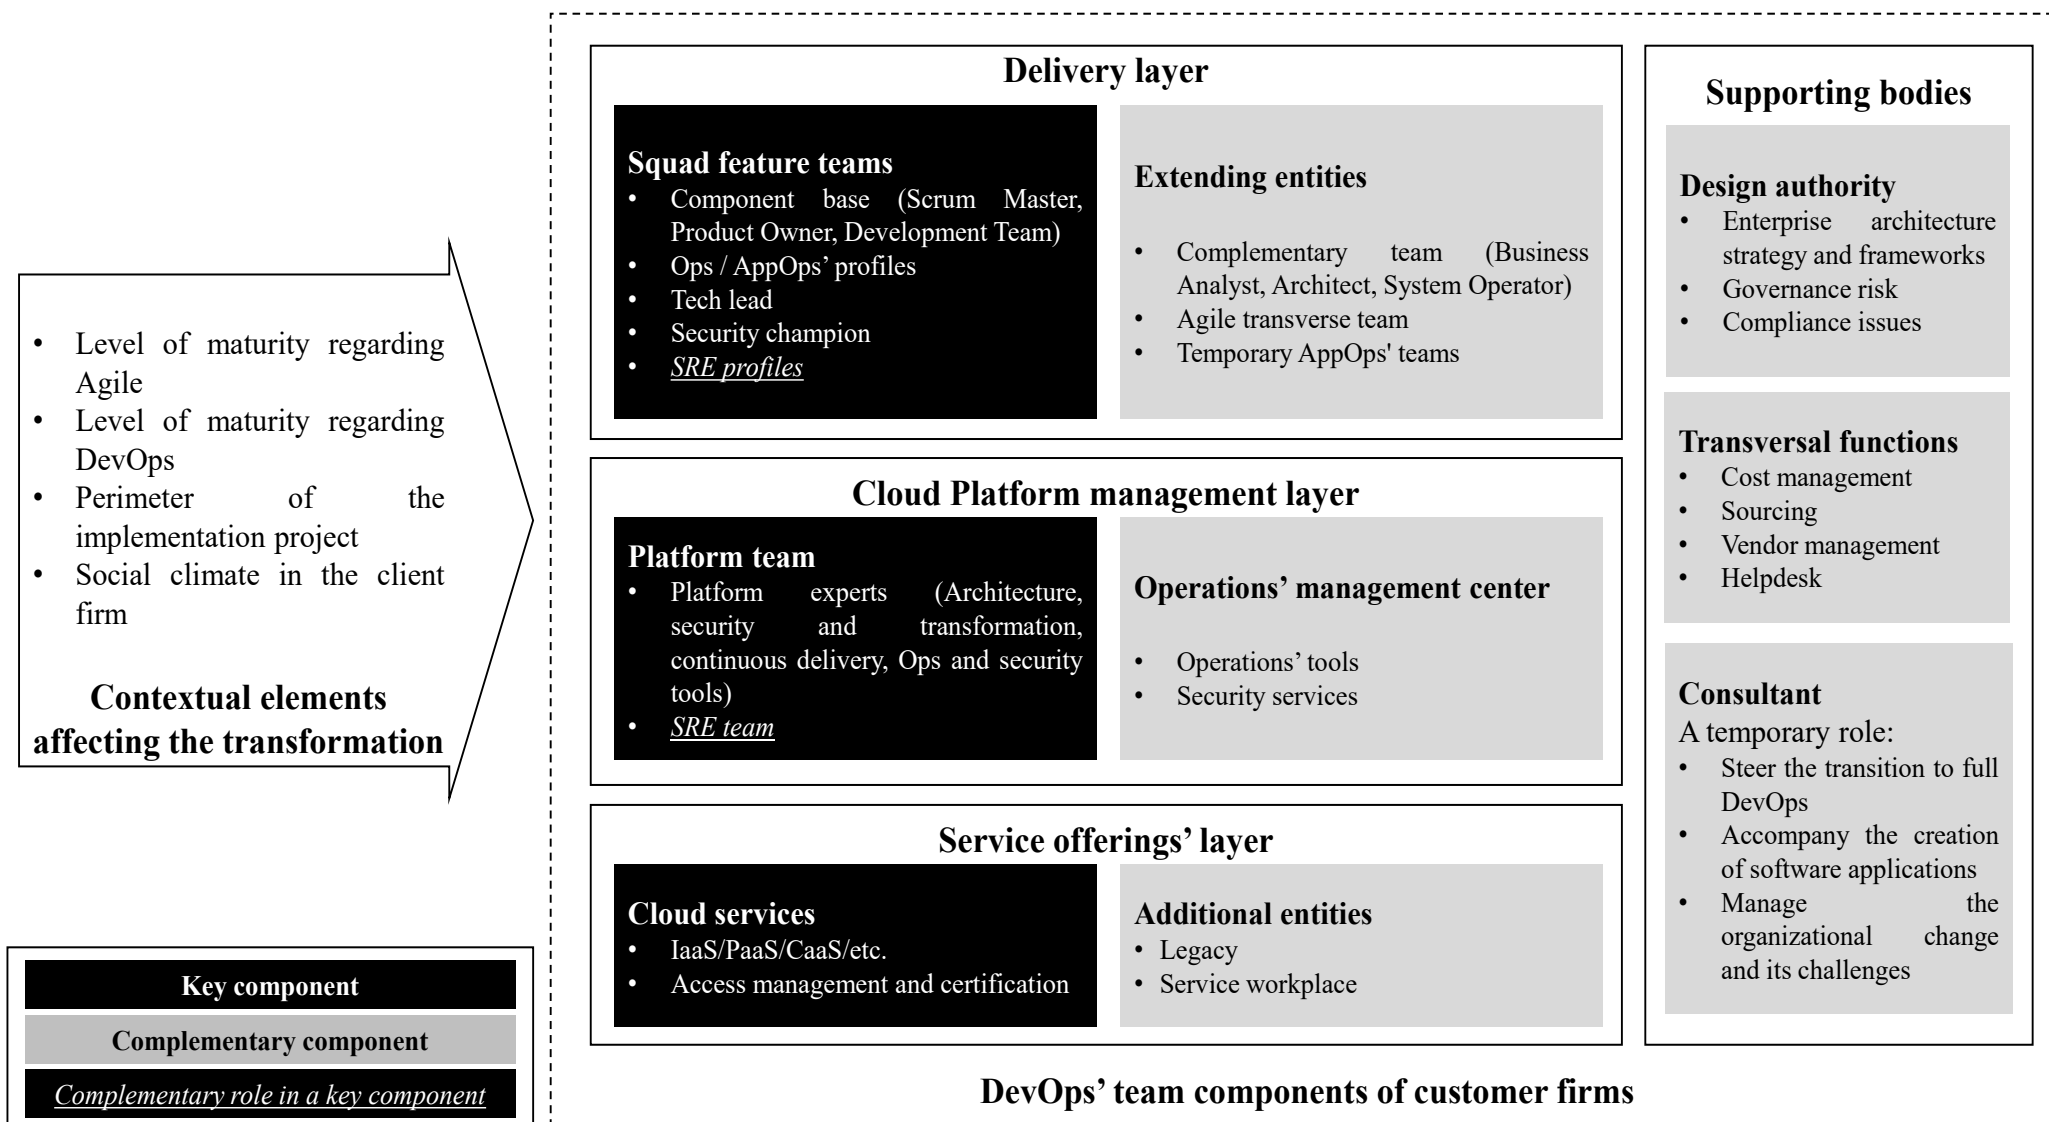 Level of maturity regarding
Agile
Level of maturity regarding
DevOps
Perimeter of the
implementation project
Social climate in the client
firm
Contextual elements
affecting the transformation
Key component
Complementary component
Complementary role in a key component
Delivery layer
Squad feature teams
• Component base (Scrum Master,
Product Owner, Development Team)
• Ops / AppOps’ profiles
• Tech lead
• Security champion
• SRE profiles
Extending entities
• Complementary team (Business
Analyst, Architect, System Operator)
• Agile transverse team
• Temporary AppOps' teams
Cloud Platform management layer
Platform team
• Platform experts (Architecture,
security and transformation,
continuous delivery, Ops and security
tools)
• SRE team
Operations’ management center
• Operations’ tools
• Security services
Service offerings’ layer
Cloud services
• IaaS/PaaS/CaaS/etc.
• Access management and certification
Additional entities
• Legacy
• Service workplace
Supporting bodies
Design authority
• Enterprise architecture
strategy and frameworks
• Governance risk
• Compliance issues
Transversal functions
• Cost management
• Sourcing
• Vendor management
• Helpdesk
Consultant
A temporary role:
• Steer the transition to full
DevOps
• Accompany the creation
of software applications
• Manage the
organizational change
and its challenges
DevOps’ team components of customer firms